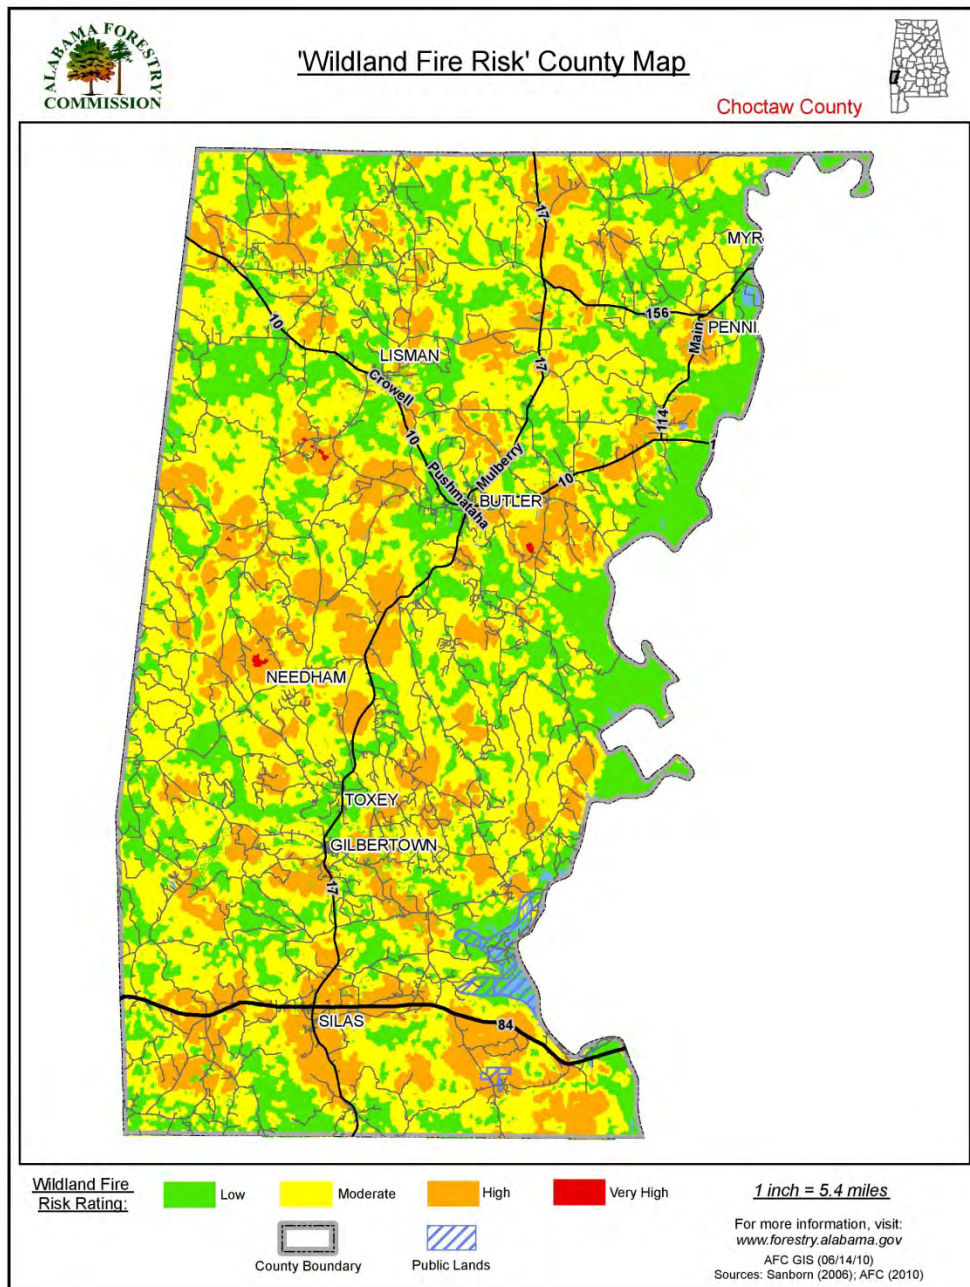 ALABAMA FORESTRY
COMMISSION
'Wildland Fire Risk' County Map
Choctaw County
17
MYR
10
156
PENNI
Main
LISMAN
17
Crowell
114
10
1
Mulberry
Pushmataha
10
BUTLER
NEEDHAM
TOXEY
GILBERTOWN
17
SILAS
84
Wildland Fire
Risk Rating:
Low
Moderate
High
Very High
County Boundary
Public Lands
1 inch = 5.4 miles
For more information, visit:
www.forestry.alabama.gov
AFC GIS (06/14/10)
Sources: Sanborn (2006); AFC (2010)